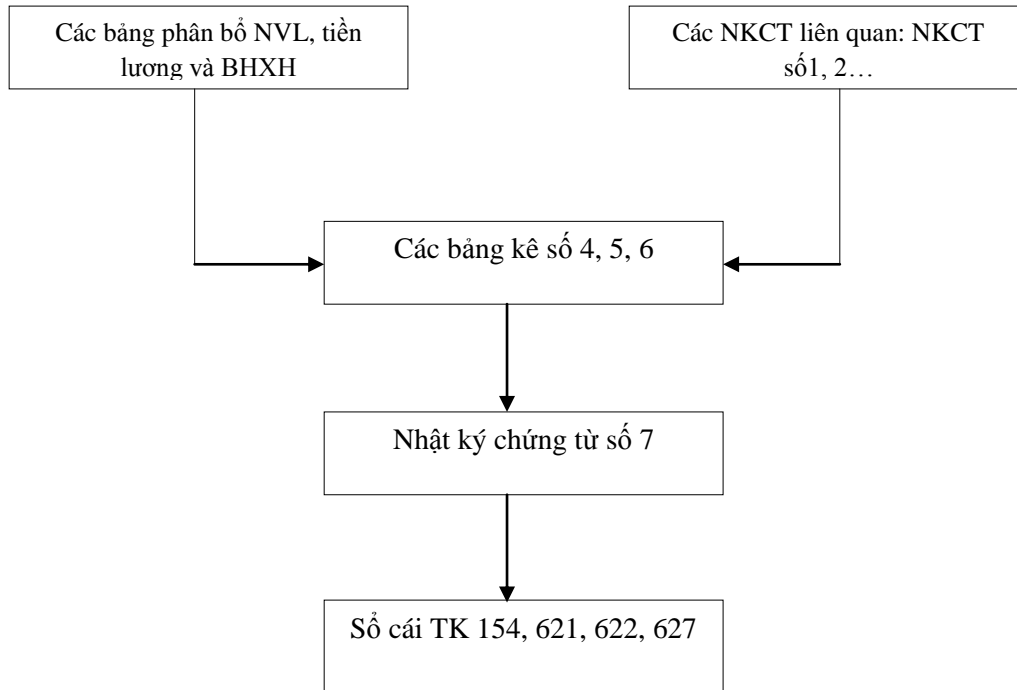 Các bảng phân bổ NVL, tiền
lương và BHXH
Các NKCT liên quan: NKCT
số1, 2…
Các bảng kê số 4, 5, 6
Nhật ký chứng từ số 7
Sổ cái TK 154, 621, 622, 627